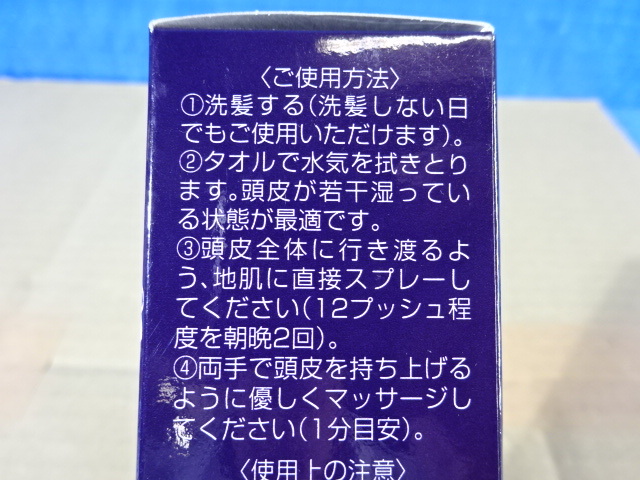 〈ご使用方法〉
①洗髪する(洗髪しない日
でもご使用いただけます)。
②タオルで水気を拭きとり
ます。頭皮が若干湿ってい
る状態が最適です。
③頭皮全体に行き渡るよ
う、地肌に直接スプレーし
てください(12プッシュ程
度を朝晩2回)。
④両手で頭皮を持ち上げる
ように優しくマッサージし
てください(1分目安)。
〈使用上の注意〉